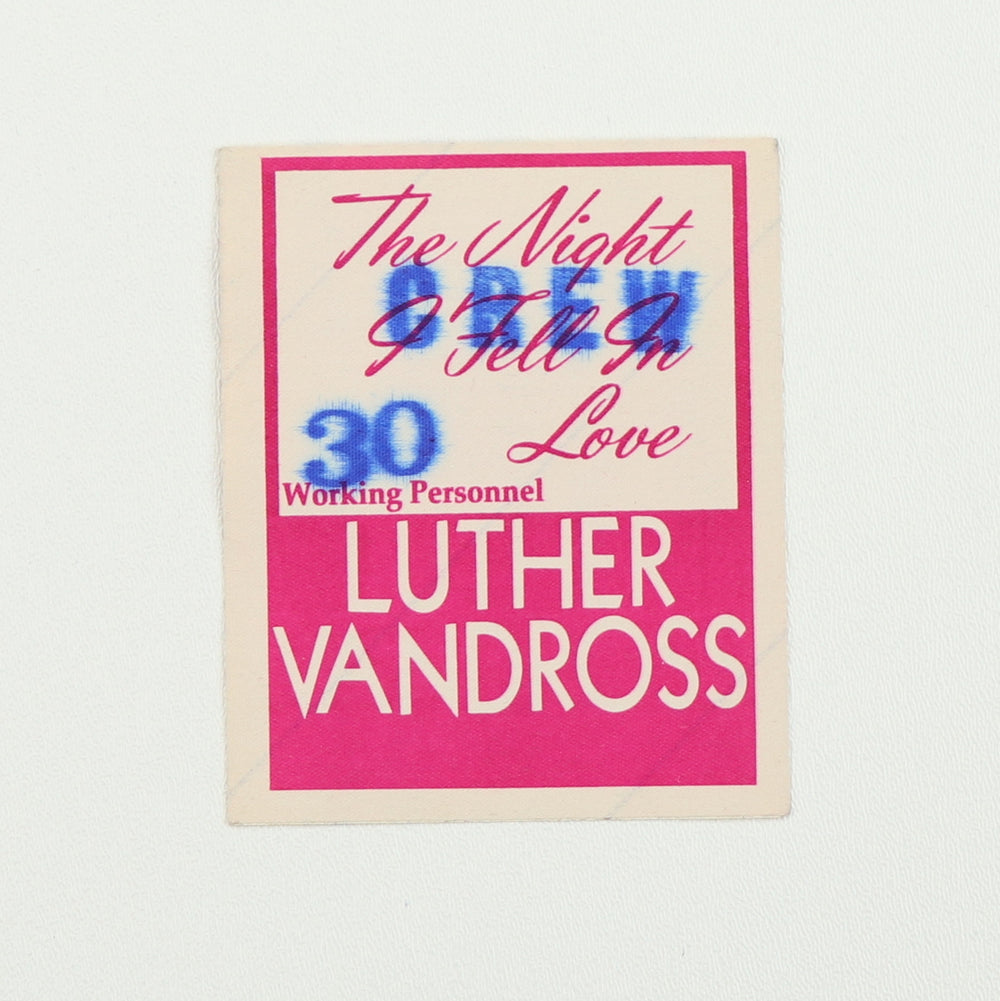 The Night
CREW
I Fell In
Love
30
Working Personnel
LUTHER
VANDROSS